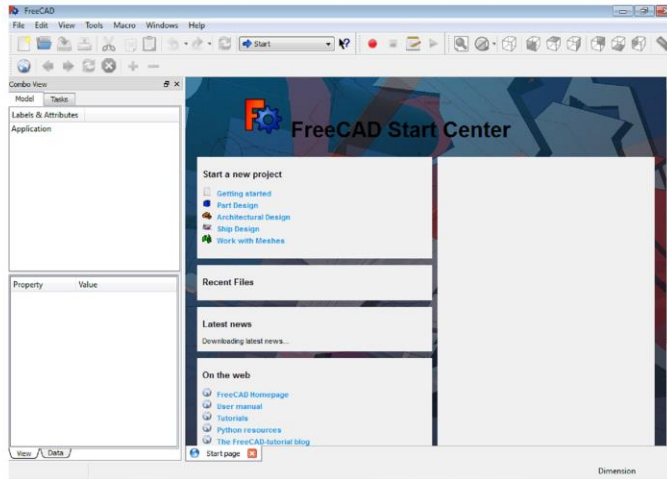 FreeCAD
File Edit View Tools Macro Windows Help
Start
Combo View
Model Tasks
Labels & Attributes
Application
Property Value
View Data
FreeCAD Start Center
Start a new project
Getting started
Part Design
Architectural Design
Ship Design
Work with Meshes
Recent Files
Latest news
Downloading latest news...
On the web
FreeCAD Homepage
User manual
Tutorials
Python resources
The FreeCAD-tutorial blog
Start page
Dimension